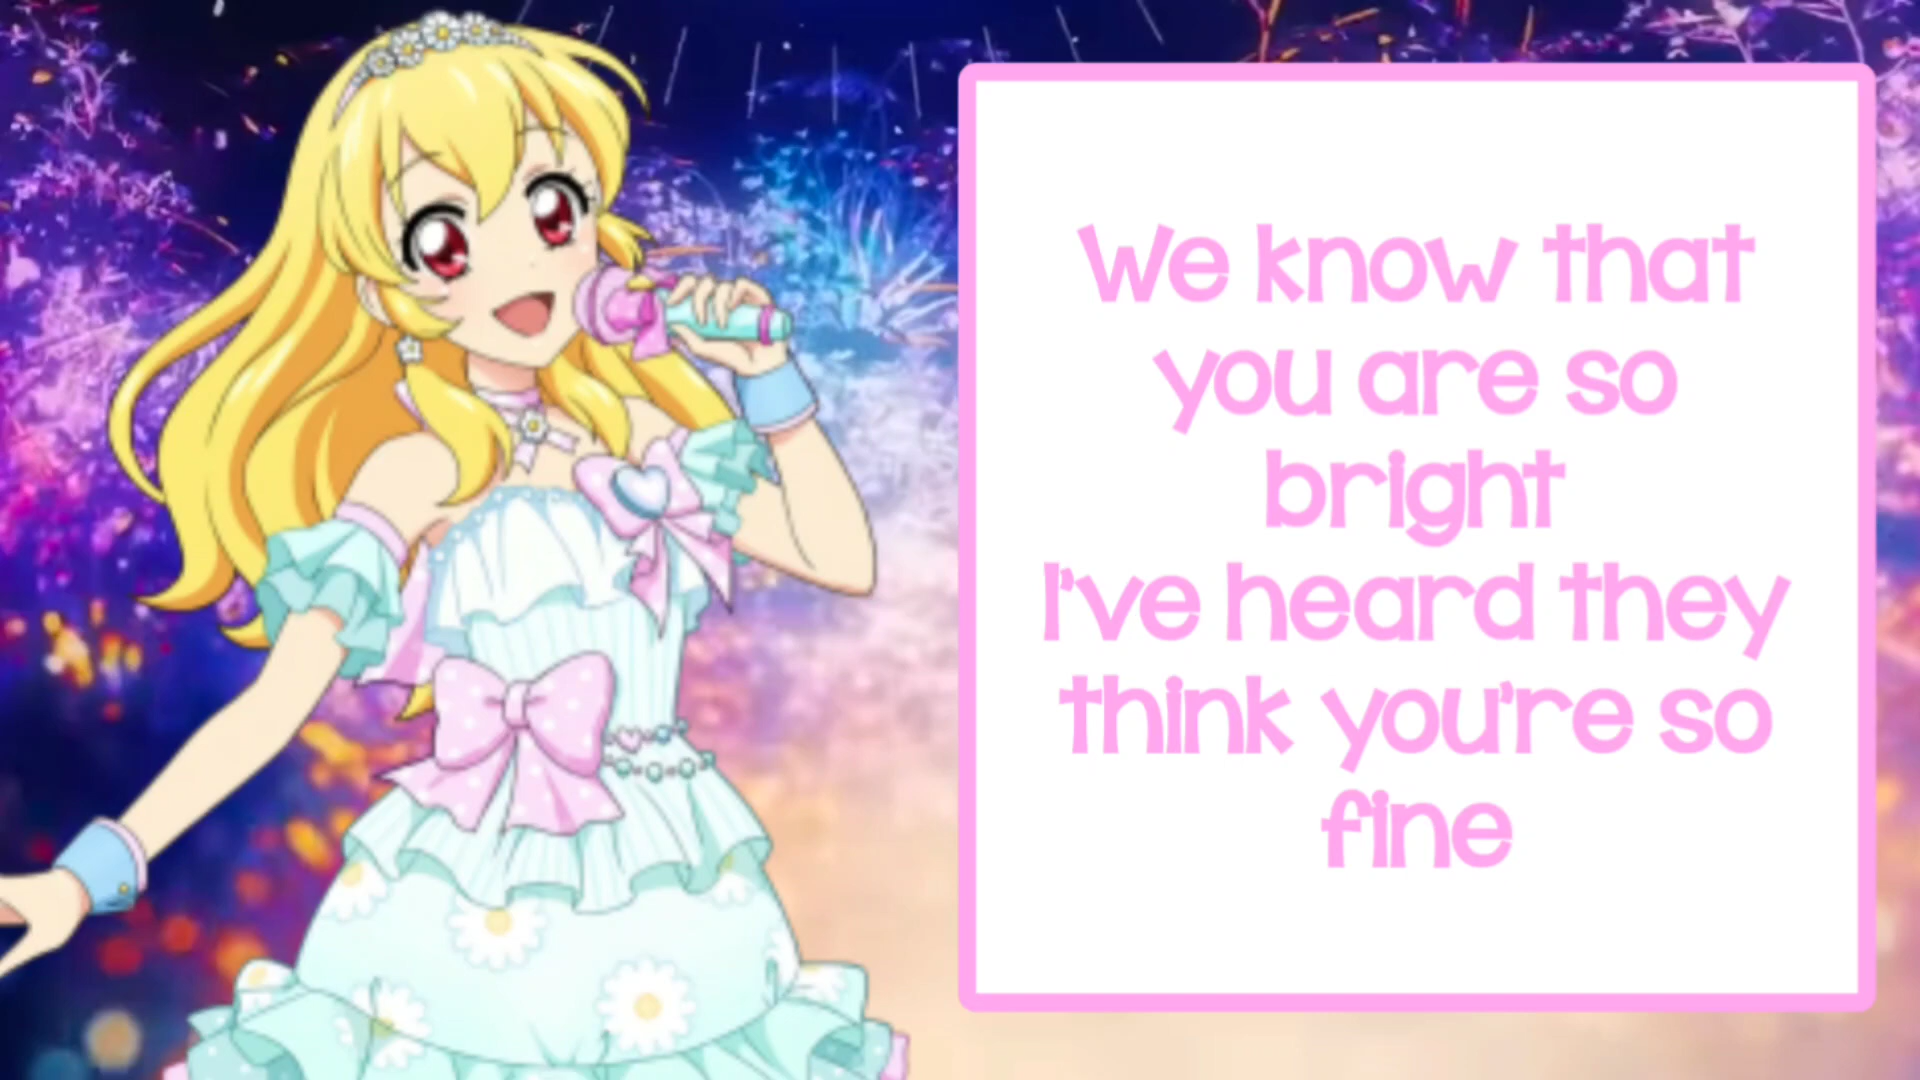 We know that
you are so
bright
I've heard they
think you're so
fine